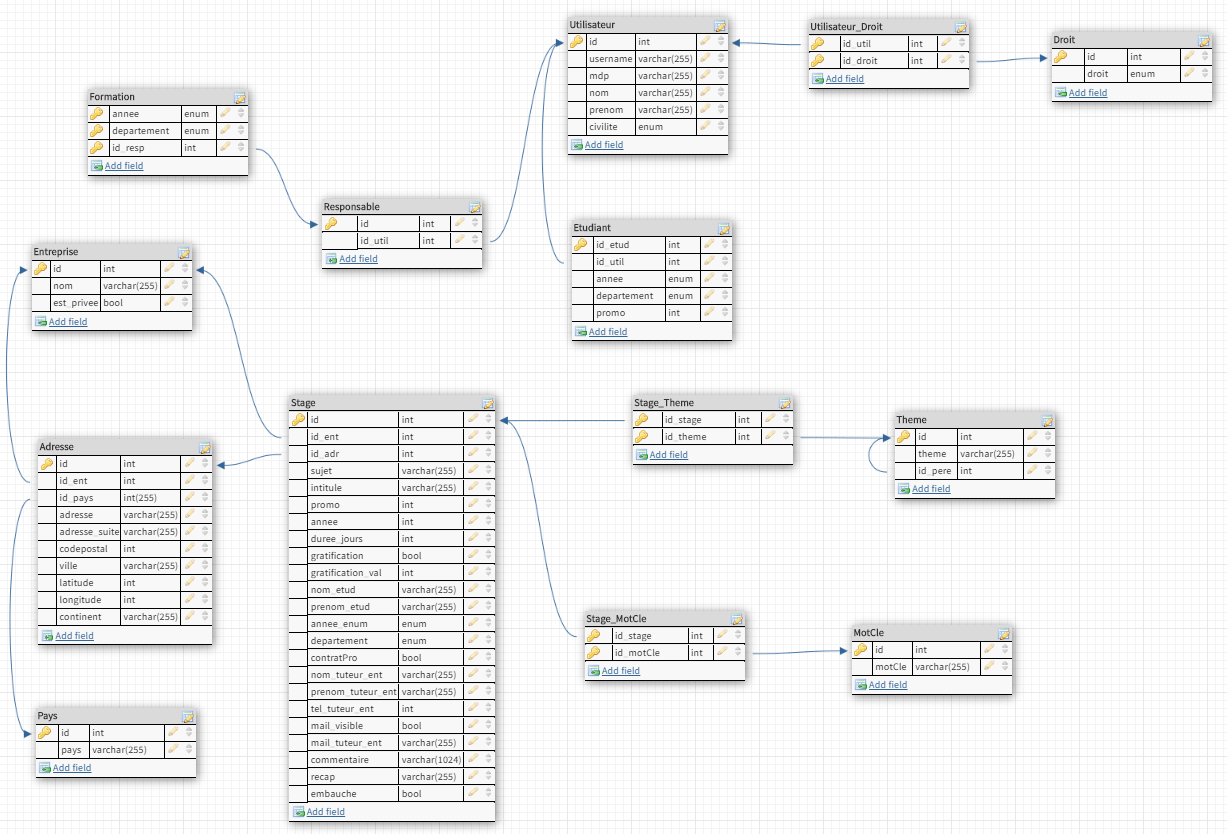 Formation
annee enum
departement enum
id_resp int
Add field
Utilisateur
id int
username varchar(255)
mdp varchar(255)
nom varchar(255)
prenom varchar(255)
civilite enum
Add field
Utilisateur_Droit
id_util int
id_droit int
Add field
Droit
id int
droit enum
Add field
Responsable
id int
id_util int
Add field
Etudiant
id_etud int
id_util int
annee enum
departement enum
promo int
Add field
Entreprise
id int
nom varchar(255)
est_privee bool
Add field
Adresse
id int
id_ent int
id_pays int(255)
adresse varchar(255)
adresse_suite varchar(255)
codepostal int
ville varchar(255)
latitude int
longitude int
continent varchar(255)
Add field
Pays
id int
pays varchar(255)
Add field
Stage
id int
id_ent int
id_adr int
sujet varchar(255)
intitule varchar(255)
promo int
annee int
duree_jours int
gratification bool
gratification_val int
nom_etud varchar(255)
prenom_etud varchar(255)
annee_enum enum
departement enum
contratPro bool
nom_tuteur_ent varchar(255)
prenom_tuteur_ent varchar(255)
tel_tuteur_ent int
mail_visible bool
mail_tuteur_ent varchar(255)
commentaire varchar(1024)
recap varchar(255)
embauche bool
Add field
Stage_Theme
id_stage int
id_theme int
Add field
Theme
id int
theme varchar(255)
id_pere int
Add field
Stage_MotCle
id_stage int
id_motCle int
Add field
MotCle
id int
motCle varchar(255)
Add field